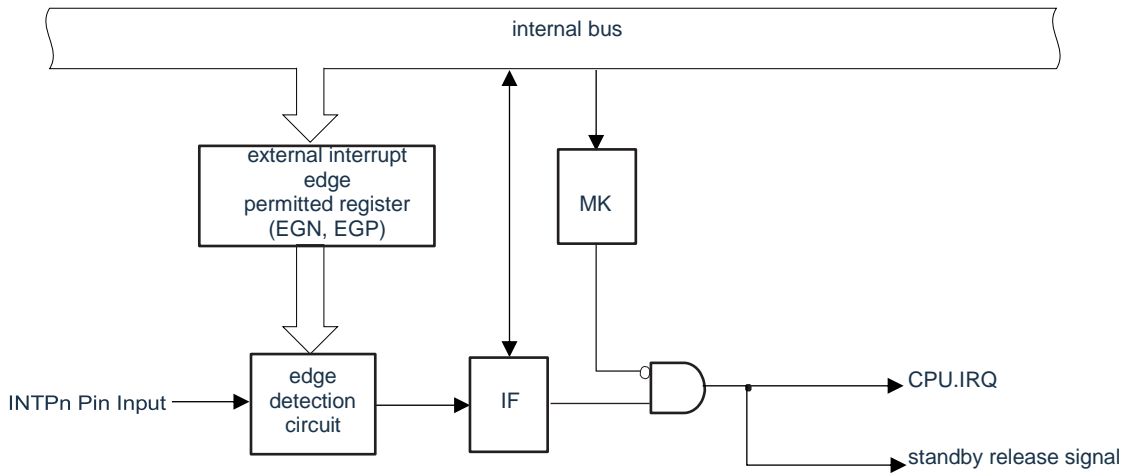 internal bus
external interrupt
edge
permitted register
(EGN, EGP)
MK
edge
detection
circuit
IF
INTPn Pin Input
CPU.IRQ
standby release signal